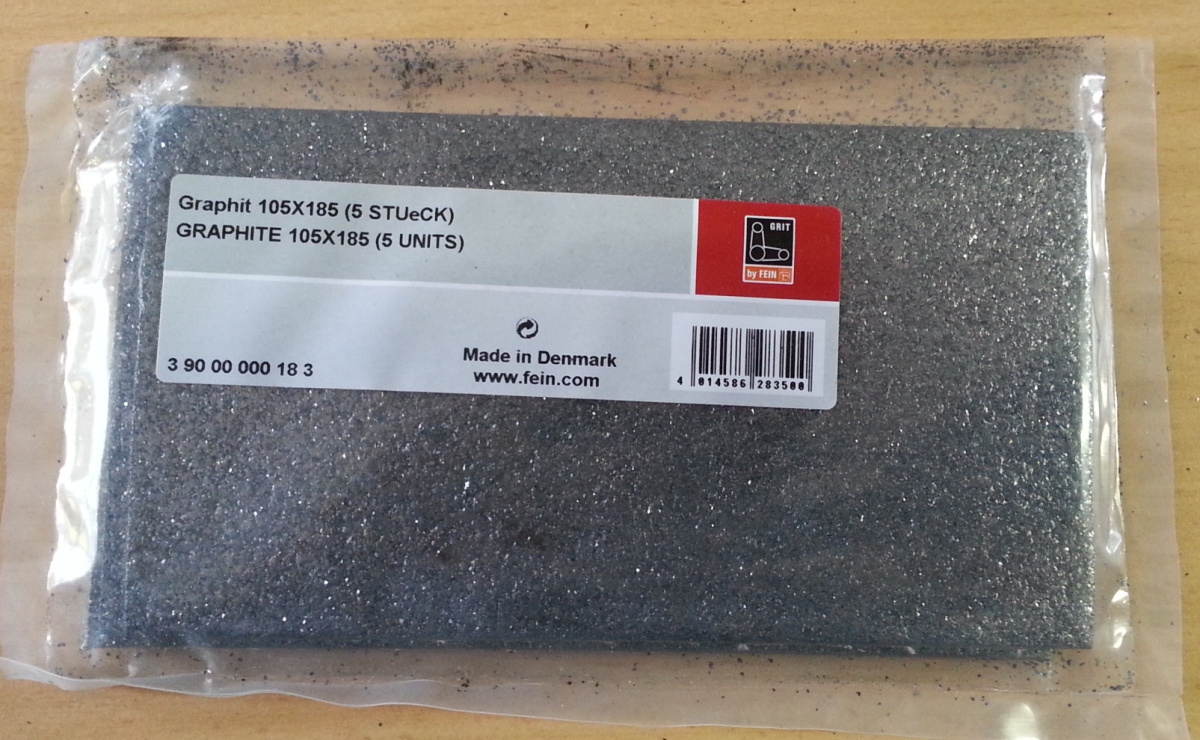 Graphit 105X185 (5 STUeCK)
GRAPHITE 105X185 (5 UNITS)
GRIT
by FEIN
3 90 00 000 18 3
Made in Denmark
www.fein.com
4 014586 283500